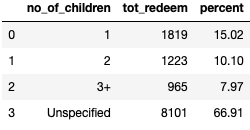 no_of_children tot_redeem percent
0 1 1819 15.02
1 2 1223 10.10
2 3+ 965 7.97
3 Unspecified 8101 66.91